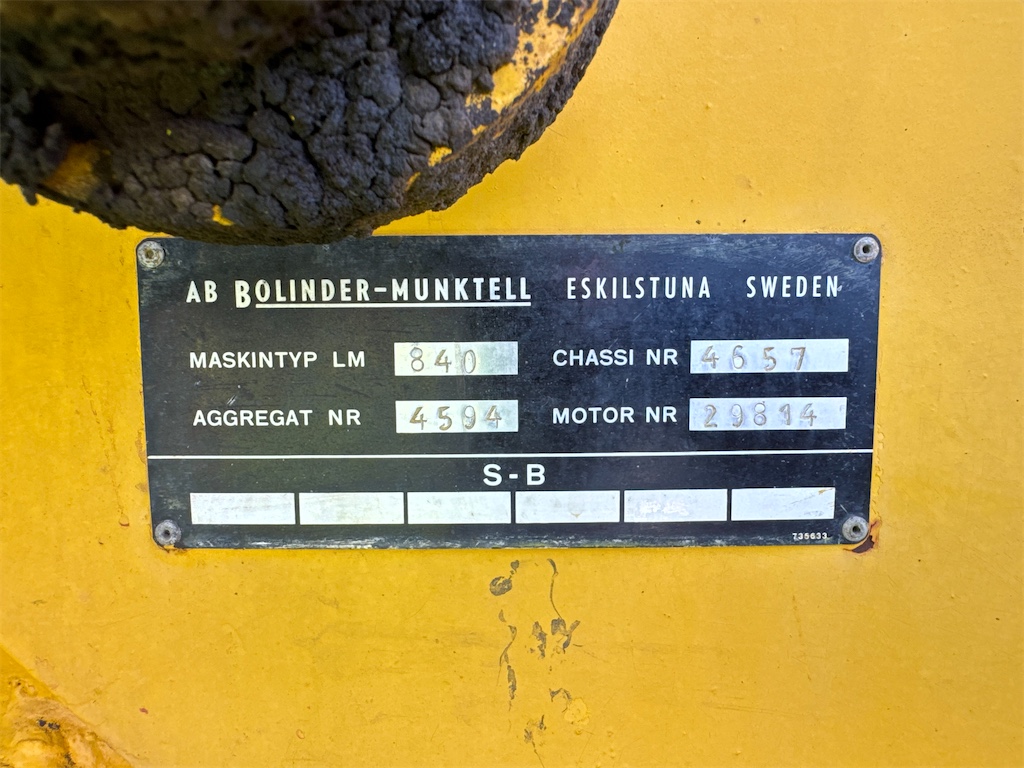 AB BOLINDER-MUNKTELL ESKILSTUNA SWEDEN
MASKINTYP LM 840 CHASSI NR 4657
AGGREGAT NR 4594 MOTOR NR 29814
S-B
735633